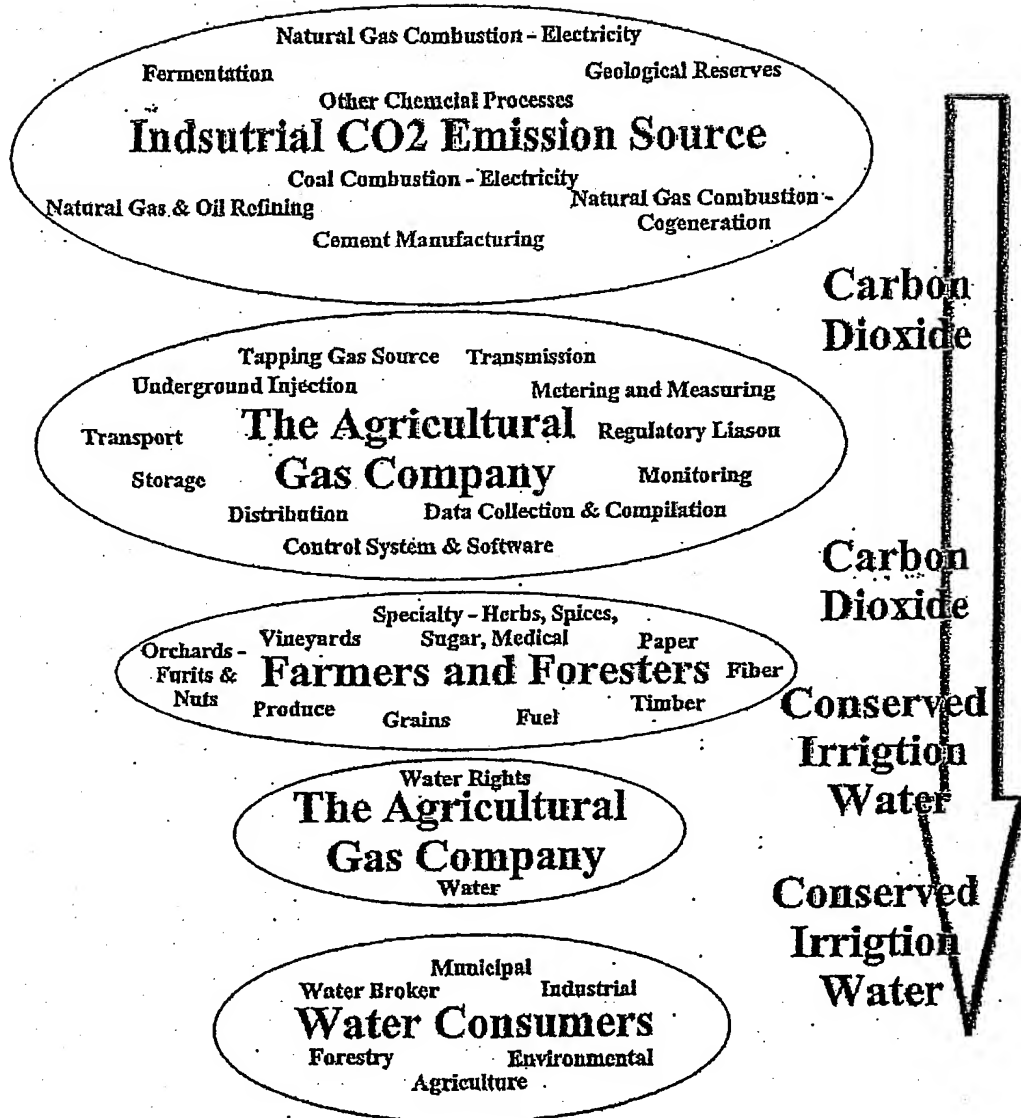 Natural Gas Combustion - Electricity
Fermentation
Geological Reserves
Other Chemcial Processes
Indsutrial CO2 Emission Source
Coal Combustion - Electricity
Natural Gas & Oil Refining
Natural Gas Combustion -
Cogeneration
Cement Manufacturing
Carbon
Dioxide
Tapping Gas Source
Transmission
Underground Injection
Metering and Measuring
Transport
The Agricultural
Gas Company
Regulatory Liason
Storage
Monitoring
Distribution
Data Collection & Compilation
Control System & Software
Carbon
Dioxide
Specialty - Herbs, Spices,
Sugar, Medical
Vineyards
Paper
Orchards -
Furits &
Nuts
Farmers and Foresters
Fiber
Produce
Grains
Fuel
Timber
Conserved
Irrigtion
Water
Water Rights
The Agricultural
Gas Company
Water
Conserved
Irrigtion
Water
Municipal
Water Broker
Industrial
Water Consumers
Forestry
Environmental
Agriculture